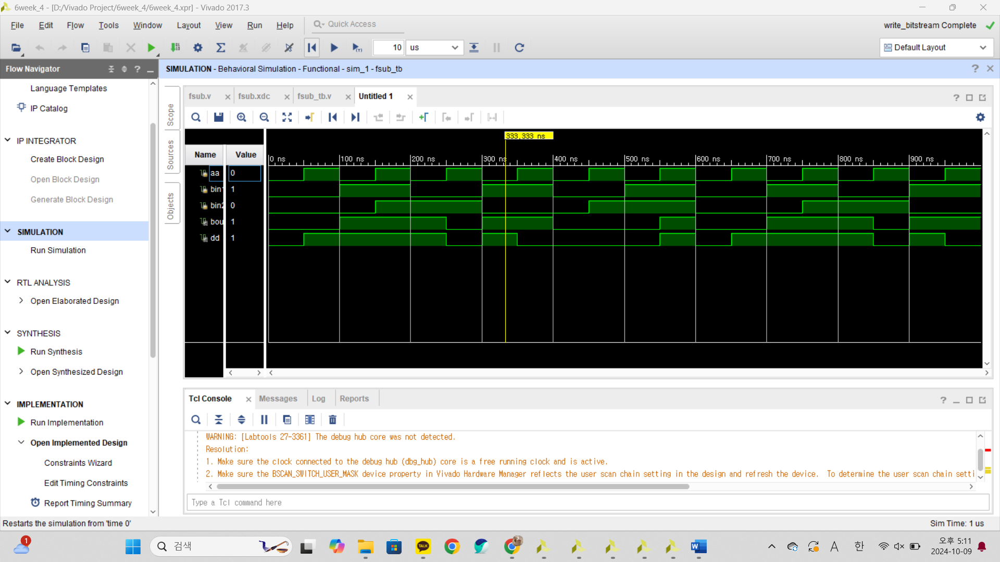 6week_4 - [D:/Vivado Project/6week_4/6week_4.xpr] - Vivado 2017.3
File Edit Flow Tools Window Layout View Run Help Quick Access
write_bitstream Complete
10 us
Default Layout
Flow Navigator
SIMULATION - Behavioral Simulation - Functional - sim_1 - fsub_tb
Language Templates
IP Catalog
IP INTEGRATOR
Create Block Design
Open Block Design
Generate Block Design
SIMULATION
Run Simulation
RTL ANALYSIS
Open Elaborated Design
SYNTHESIS
Run Synthesis
Open Synthesized Design
IMPLEMENTATION
Run Implementation
Open Implemented Design
Constraints Wizard
Edit Timing Constraints
Report Timing Summary
Scope
Sources
Objects
fsub.v fsub.xdc fsub_tb.v Untitled 1
333,333 ns
Name Value
0 ns 100 ns 200 ns 300 ns 400 ns 500 ns 600 ns 700 ns 800 ns 900 ns
aa 0
bin1 1
bin2 0
bou 1
dd 1
Tcl Console Messages Log Reports
WARNING: [Labtools 27-3361] The debug hub core was not detected.
Resolution:
1. Make sure the clock connected to the debug hub (dbg_hub) core is a free running clock and is active.
2. Make sure the BSCAN_SWITCH_USER_MASK device property in Vivado Hardware Manager reflects the user scan chain setting in the design and refresh the device.  To determine the user scan chain setti
Type a Tcl command here
Restarts the simulation from 'time 0'
Sim Time: 1 us
1
검색
TALK
W
A
한
오후 5:11
2024-10-09